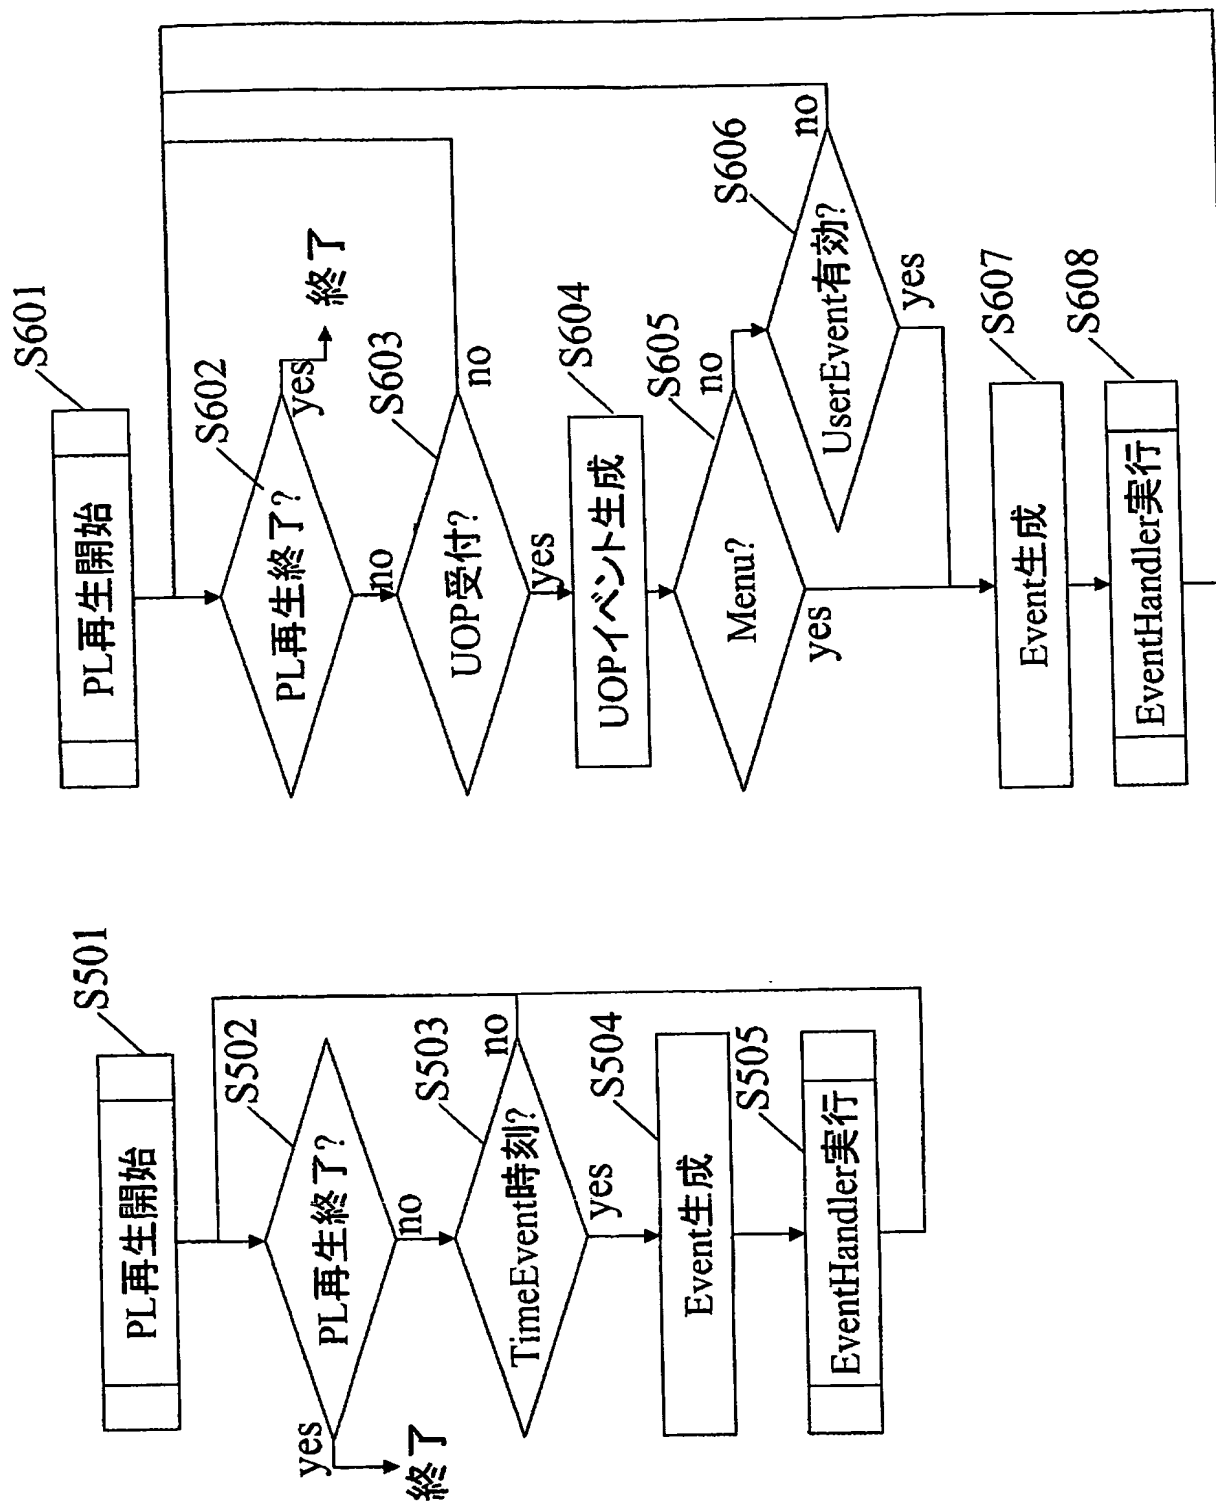 S501
PL再生開始
S502
PL再生終了?
yes
終了
no
S503
TimeEvent時刻?
no
yes
S504
Event生成
S505
EventHandler実行
S601
PL再生開始
S602
PL再生終了?
yes
終了
no
S603
UOP受付?
no
yes
S604
UOPイベント生成
S605
Menu?
no
yes
S606
UserEvent有効?
no
yes
S607
Event生成
S608
EventHandler実行